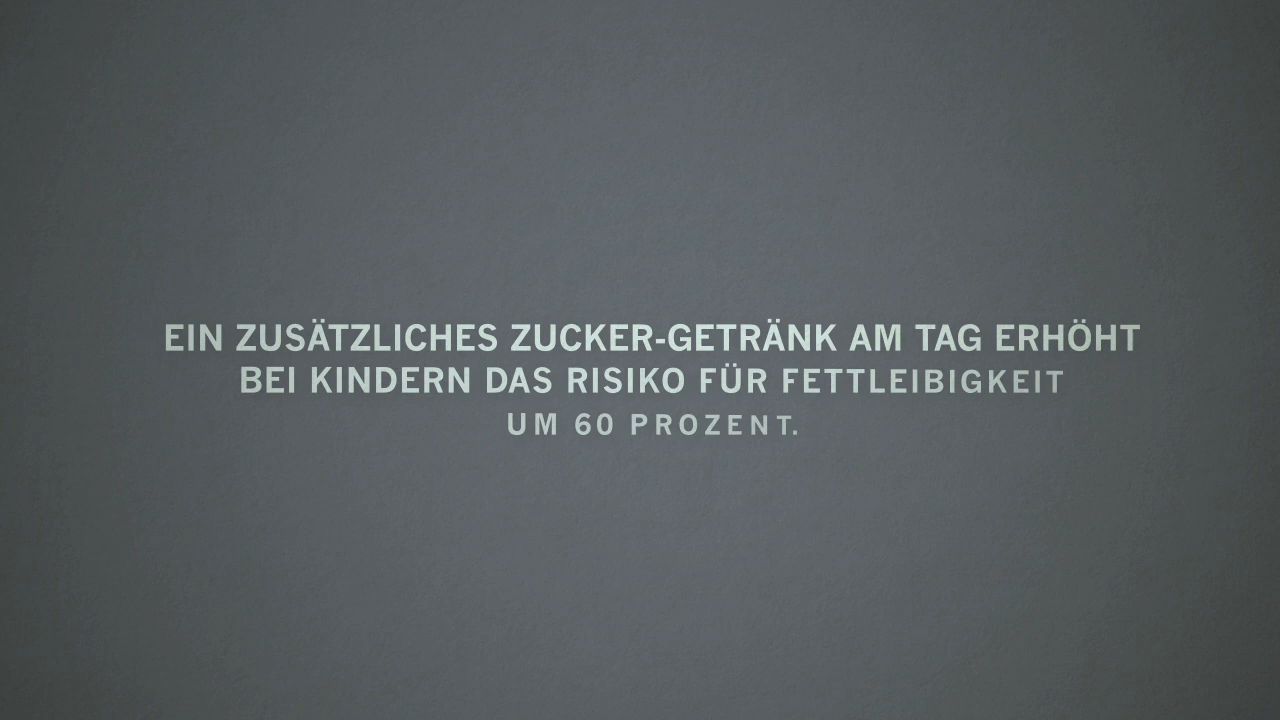 EIN ZUSÄTZLICHES ZUCKER-GETRÄNK AM TAG ERHÖHT
BEI KINDERN DAS RISIKO FÜR FETTLEIBIGKEIT
UM 60 PROZENT.